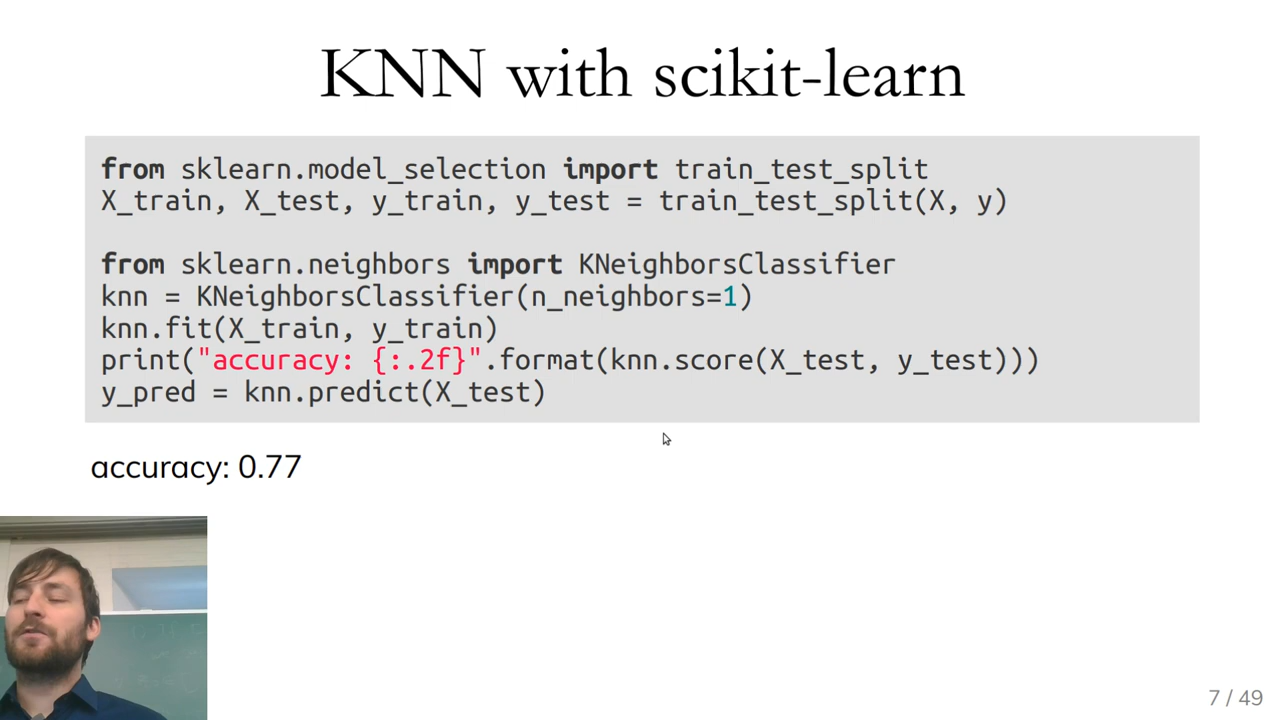 KNN with scikit-learn
from sklearn.model_selection import train_test_split
X_train, X_test, y_train, y_test = train_test_split(X, y)
from sklearn.neighbors import KNeighborsClassifier
knn = KNeighborsClassifier(n_neighbors=1)
knn.fit(X_train, y_train)
print("accuracy: {:.2f}".format(knn.score(X_test, y_test)))
y_pred = knn.predict(X_test)
accuracy: 0.77
7 / 49